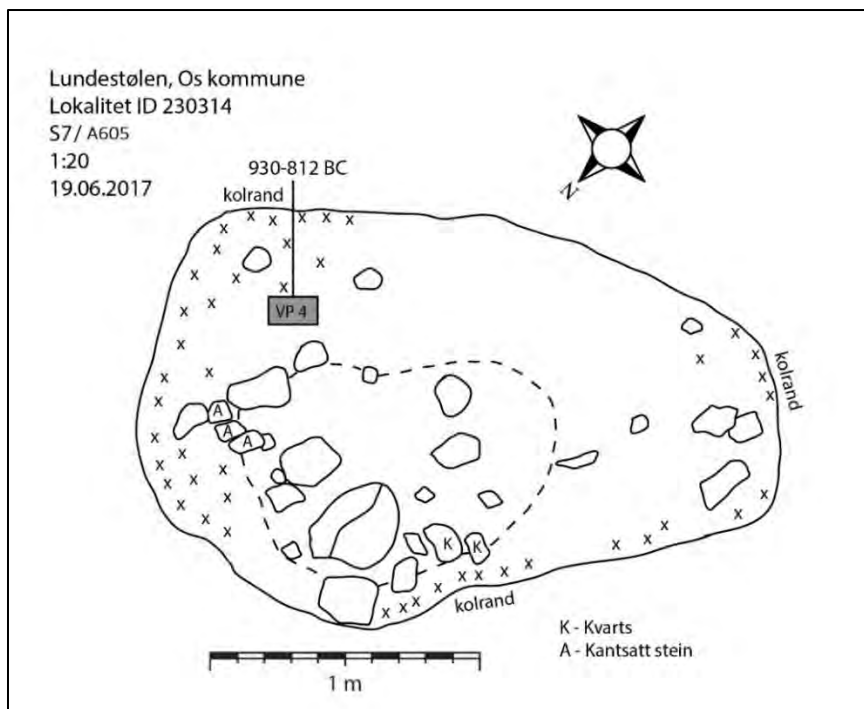 Lundestølen, Os kommune
Lokalitet ID 230314
S7/ A605
1:20
19.06.2017
930-812 BC
kolrand
N
x x x x x x
x x
x x
x x
x
VP 4
x
x x
x
x
x
x
kolrand
x x
A
A
A
x
x
x
x
x
x
x
x
x
x
K K
x x x
x x
x x x x x x
x x x x
kolrand
K - Kvarts
A - Kantsatt stein
1 m